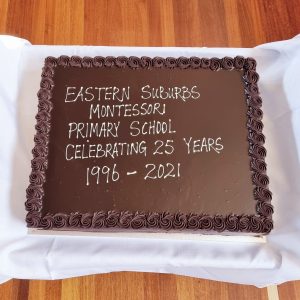 EASTERN SUBURBS
MONTESSORI
PRIMARY SCHOOL
CELEBRATING 25 YEARS
1996 - 2021